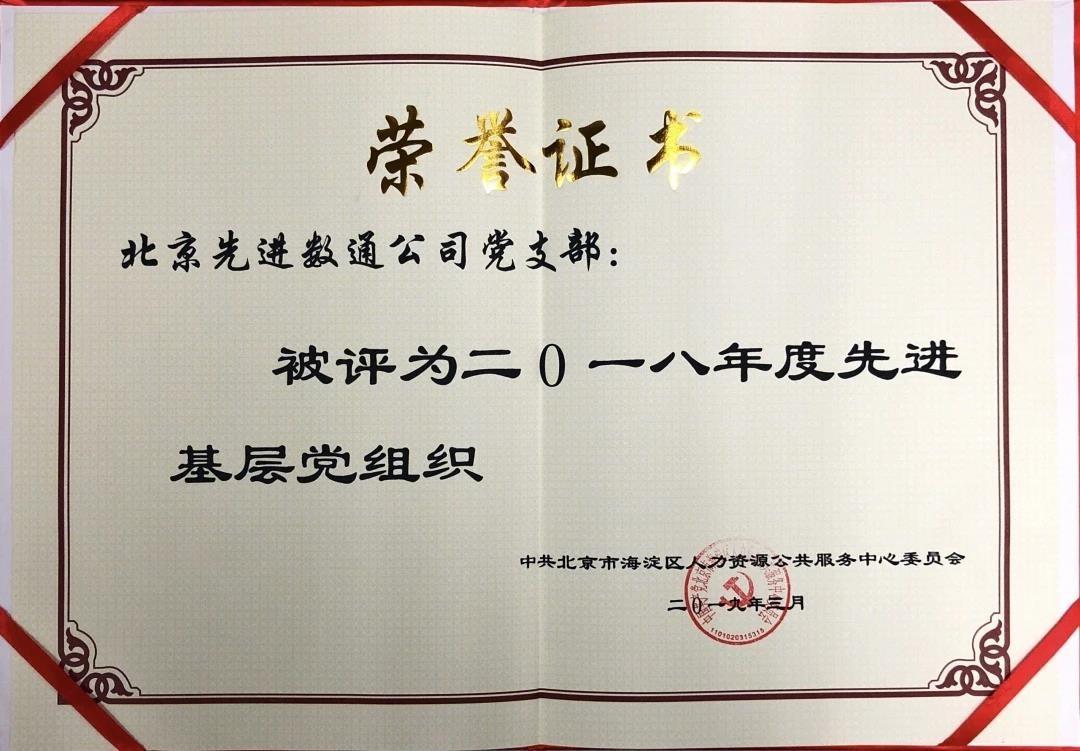 荣誉证书
北京先进数通公司党支部：
被评为二0一八年度先进
基层党组织
中共北京市海淀区人力资源公共服务中心委员会
二0一九年三月
1101020315315